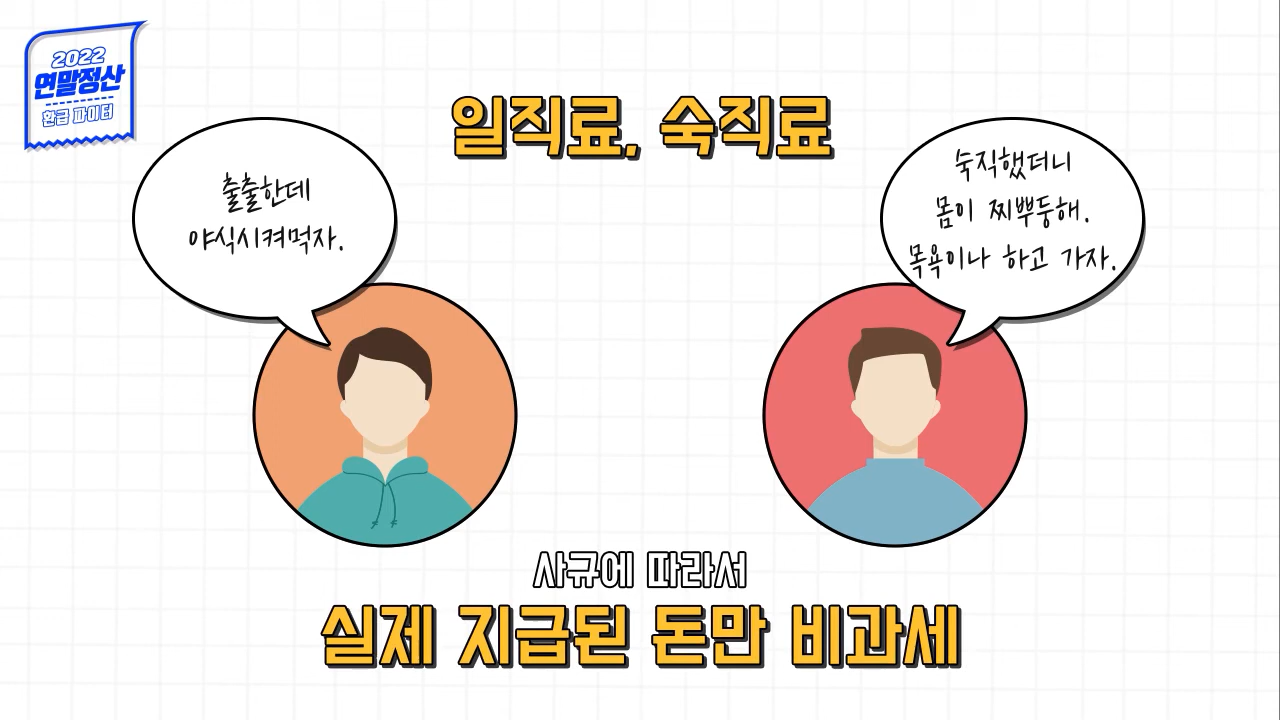 2022
연말정산
환급 파이터
일직료, 숙직료
출출한데
야식시켜먹자.
숙직했더니
몸이 찌뿌둥해.
목욕이나 하고 가자.
사규에 따라서
실제 지급된 돈만 비과세